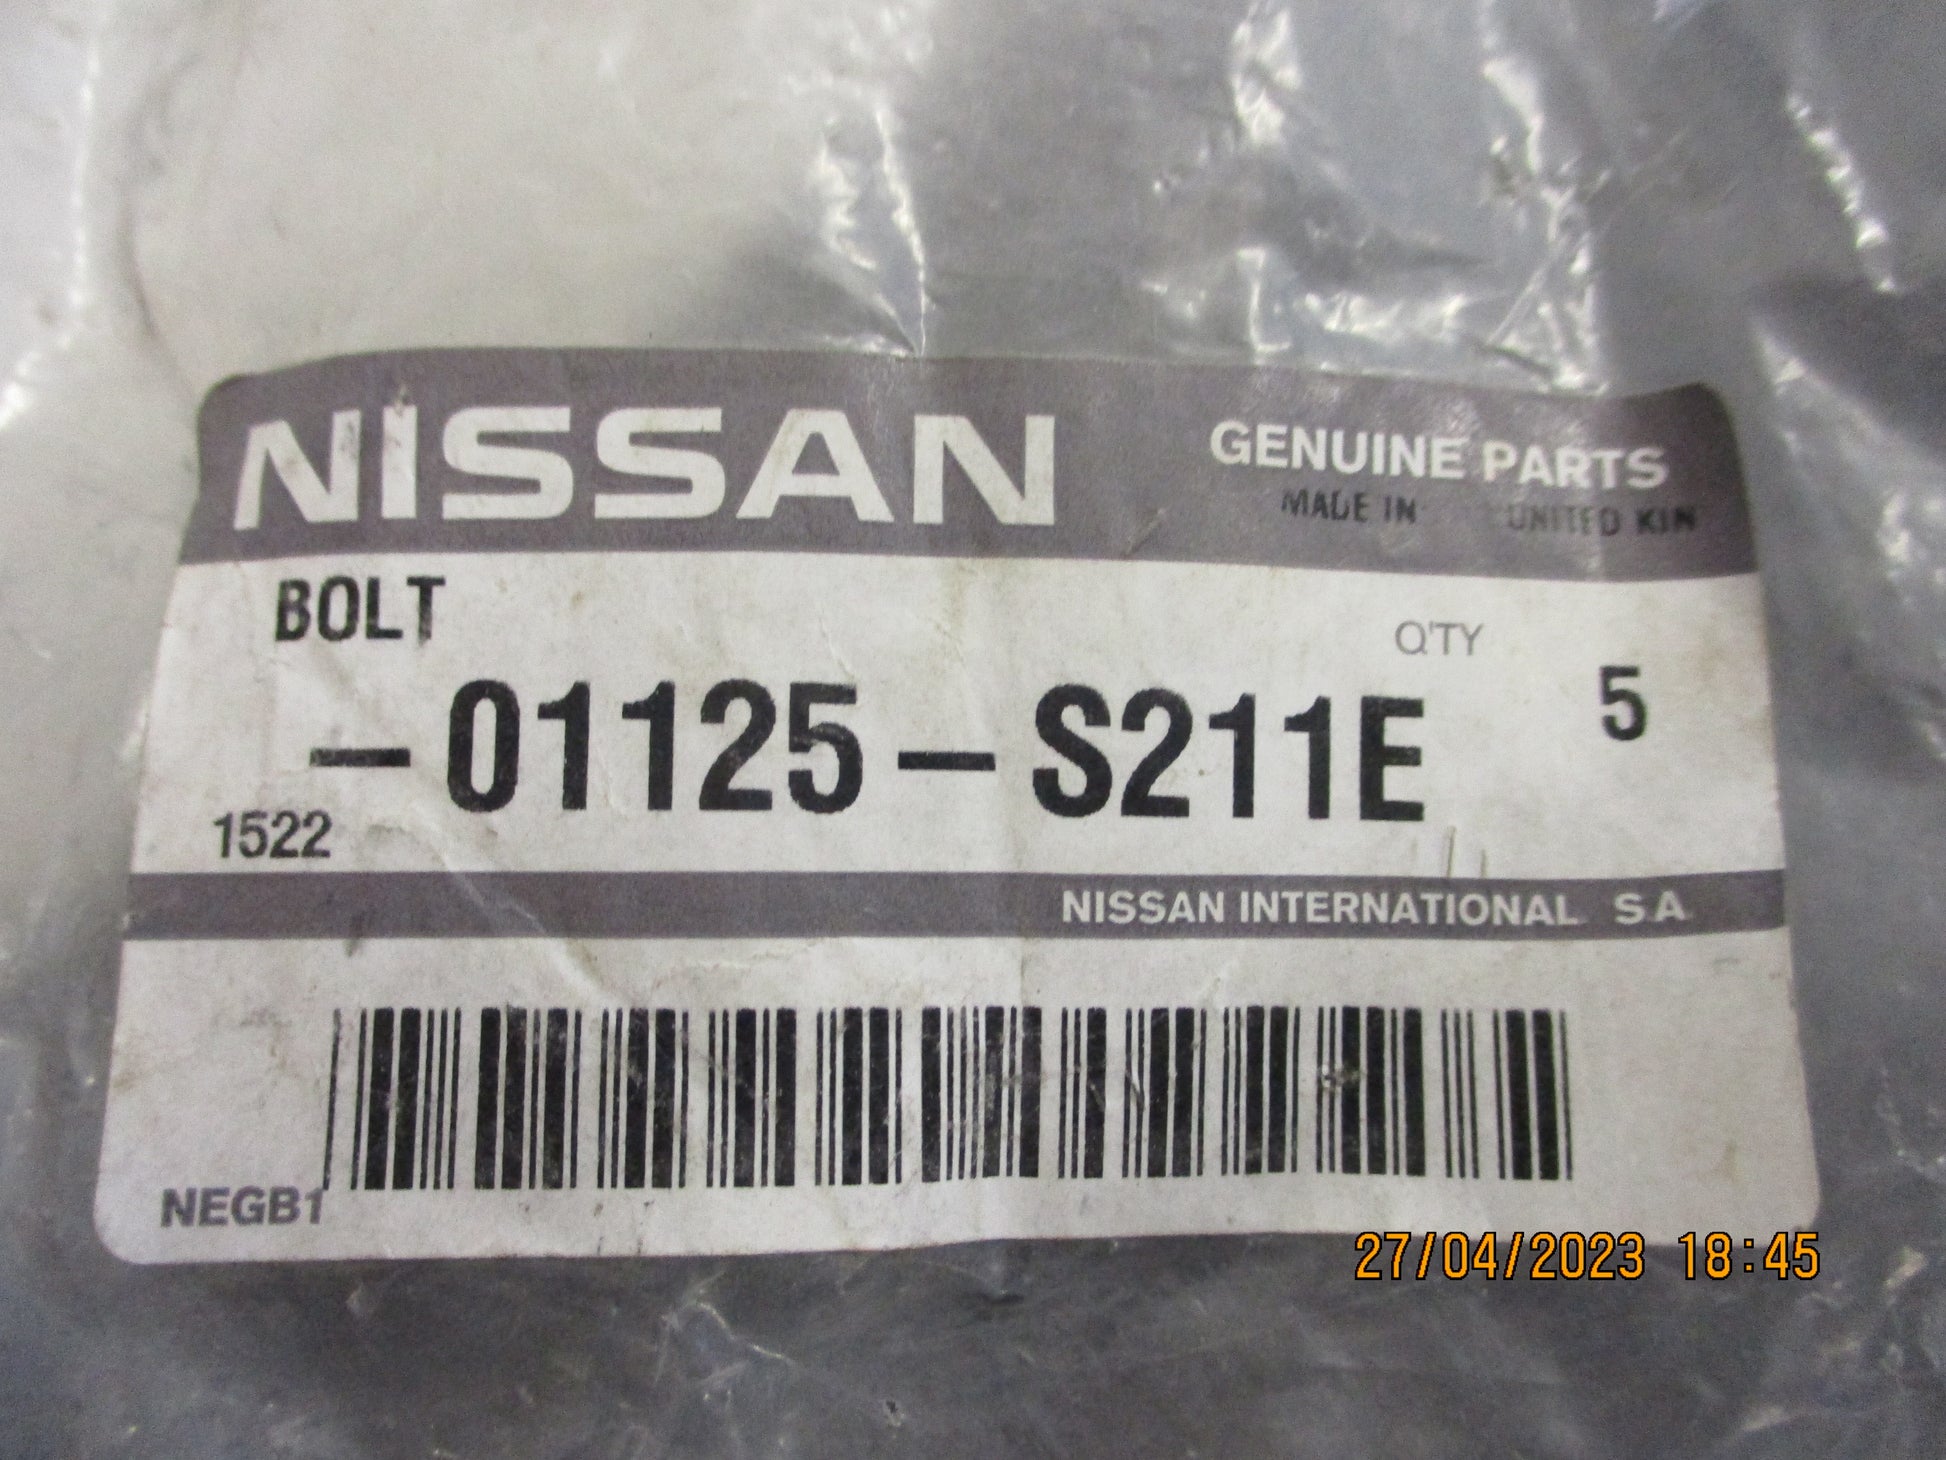 NISSAN GENUINE PARTS
MADE IN UNITED KIN
BOLT
Q'TY
-01125-S211E 5
1522
NISSAN INTERNATIONAL S.A
NEGB1
27/04/2023 18:45